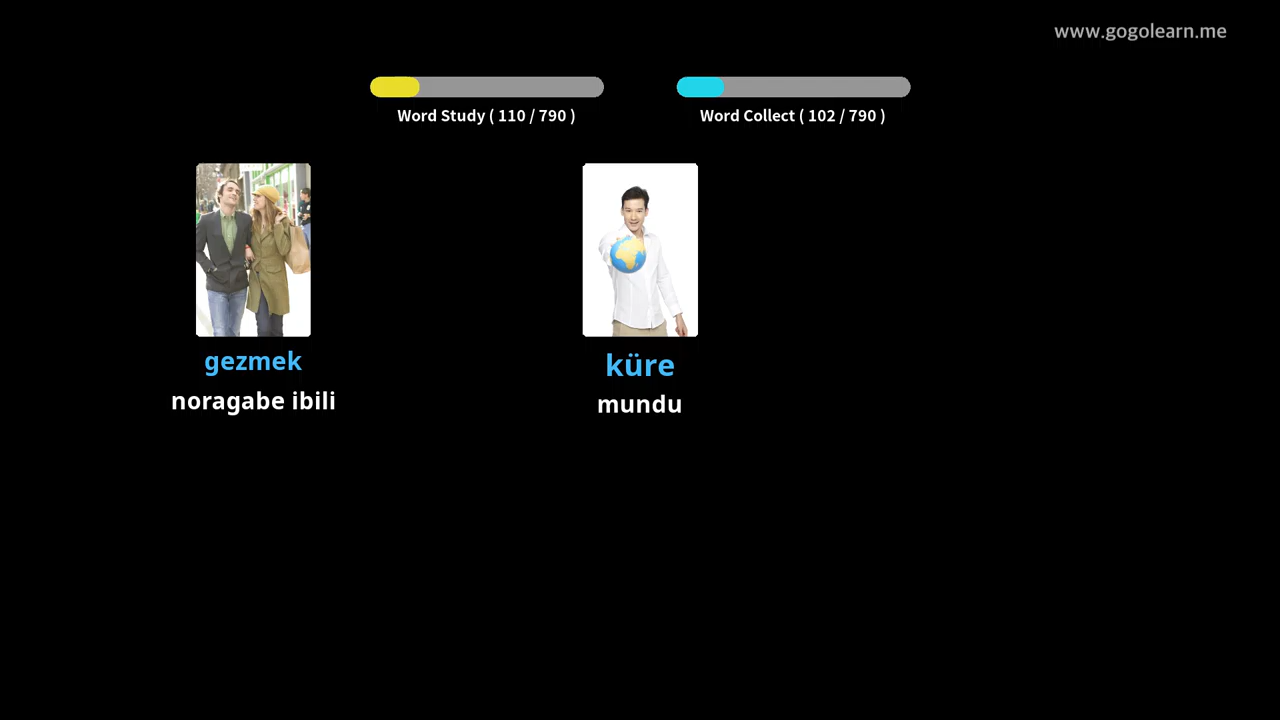 www.gogolearn.me
Word Study ( 110 / 790 )
Word Collect ( 102 / 790 )
gezmek
noragabe ibili
küre
mundu